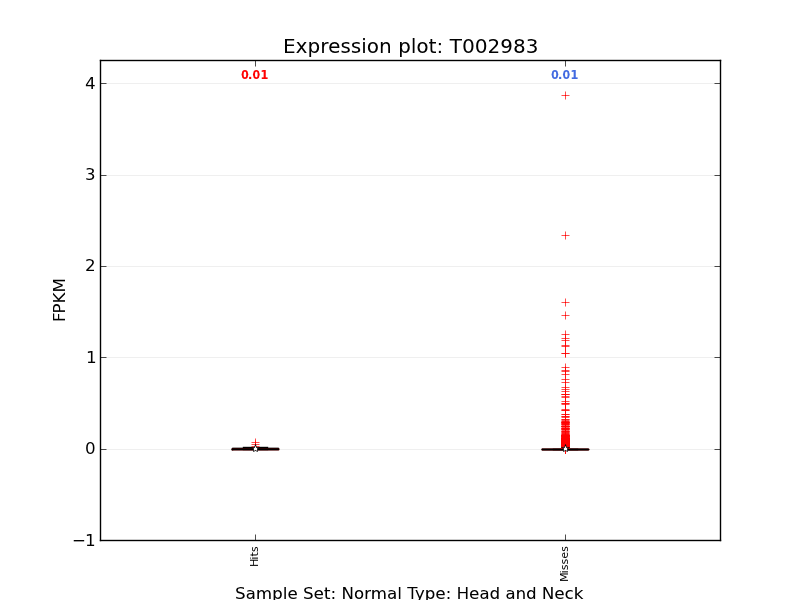 Expression plot: T002983
0.01
0.01
4
3
2
1
0
−1
FPKM
Hits
Misses
Sample Set: Normal Type: Head and Neck